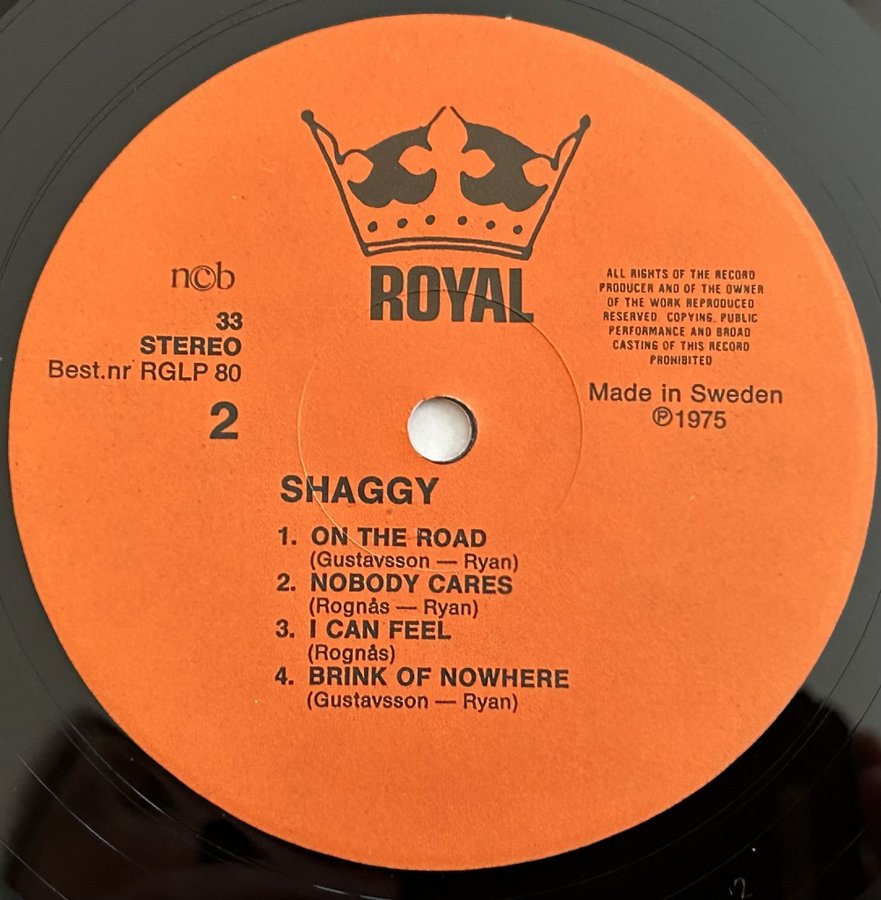 ROYAL
n©b
33
STEREO
Best.nr RGLP 80
2
ALL RIGHTS OF THE RECORD
PRODUCER AND OF THE OWNER
OF THE WORK REPRODUCED
RESERVED. COPYING, PUBLIC
PERFORMANCE AND BROAD
CASTING OF THIS RECORD
PROHIBITED
Made in Sweden
℗1975
SHAGGY
1. ON THE ROAD
(Gustavsson — Ryan)
2. NOBODY CARES
(Rognås — Ryan)
3. I CAN FEEL
(Rognås)
4. BRINK OF NOWHERE
(Gustavsson — Ryan)